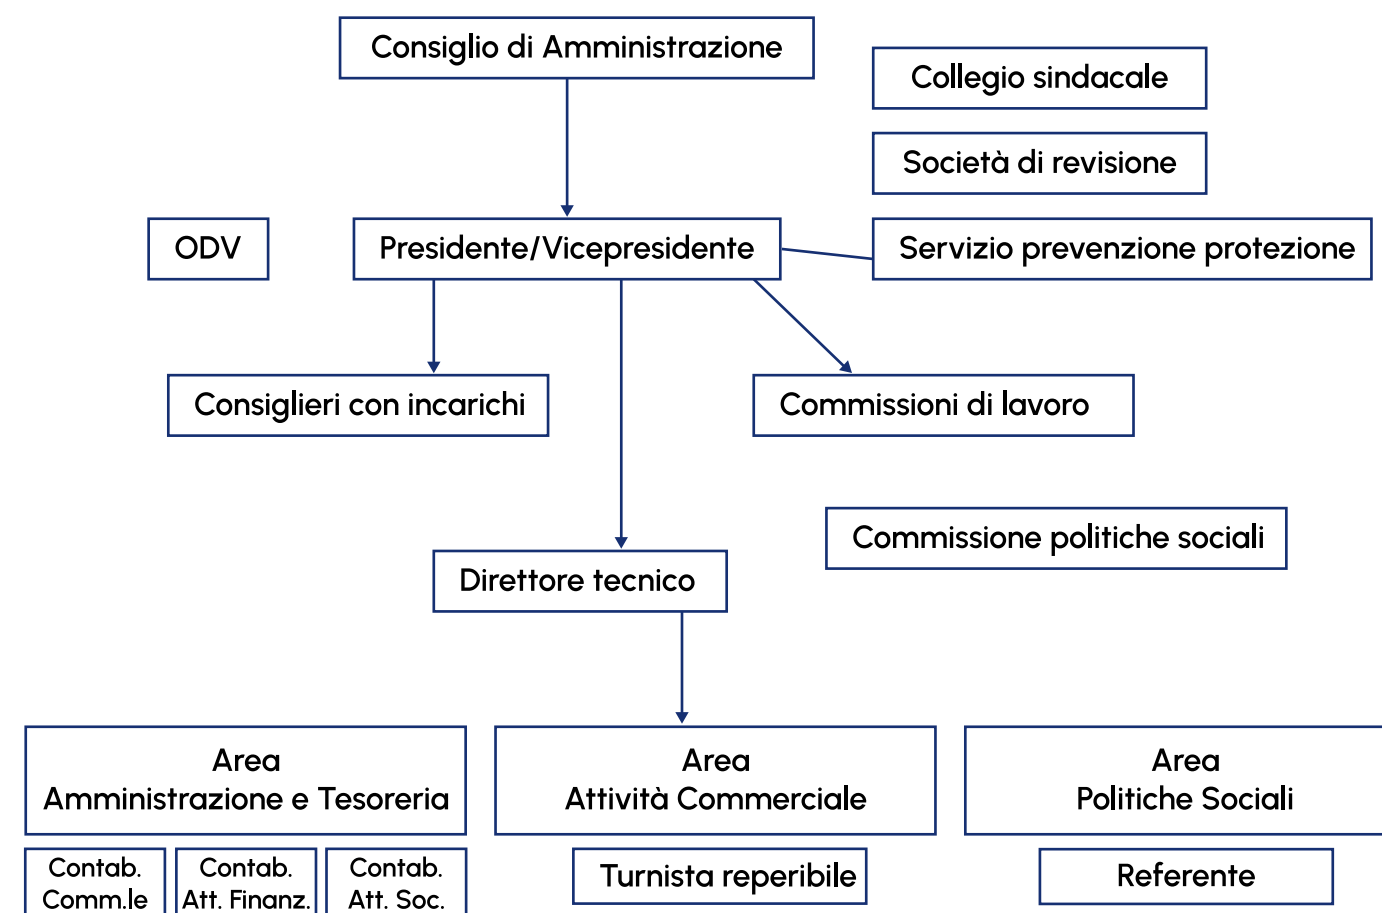 Consiglio di Amministrazione
Collegio sindacale
Società di revisione
ODV
Presidente/Vicepresidente
Servizio prevenzione protezione
Consiglieri con incarichi
Commissioni di lavoro
Commissione politiche sociali
Direttore tecnico
Area
Amministrazione e Tesoreria
Area
Attività Commerciale
Area
Politiche Sociali
Contab.
Comm.le
Contab.
Att. Finanz.
Contab.
Att. Soc.
Turnista reperibile
Referente